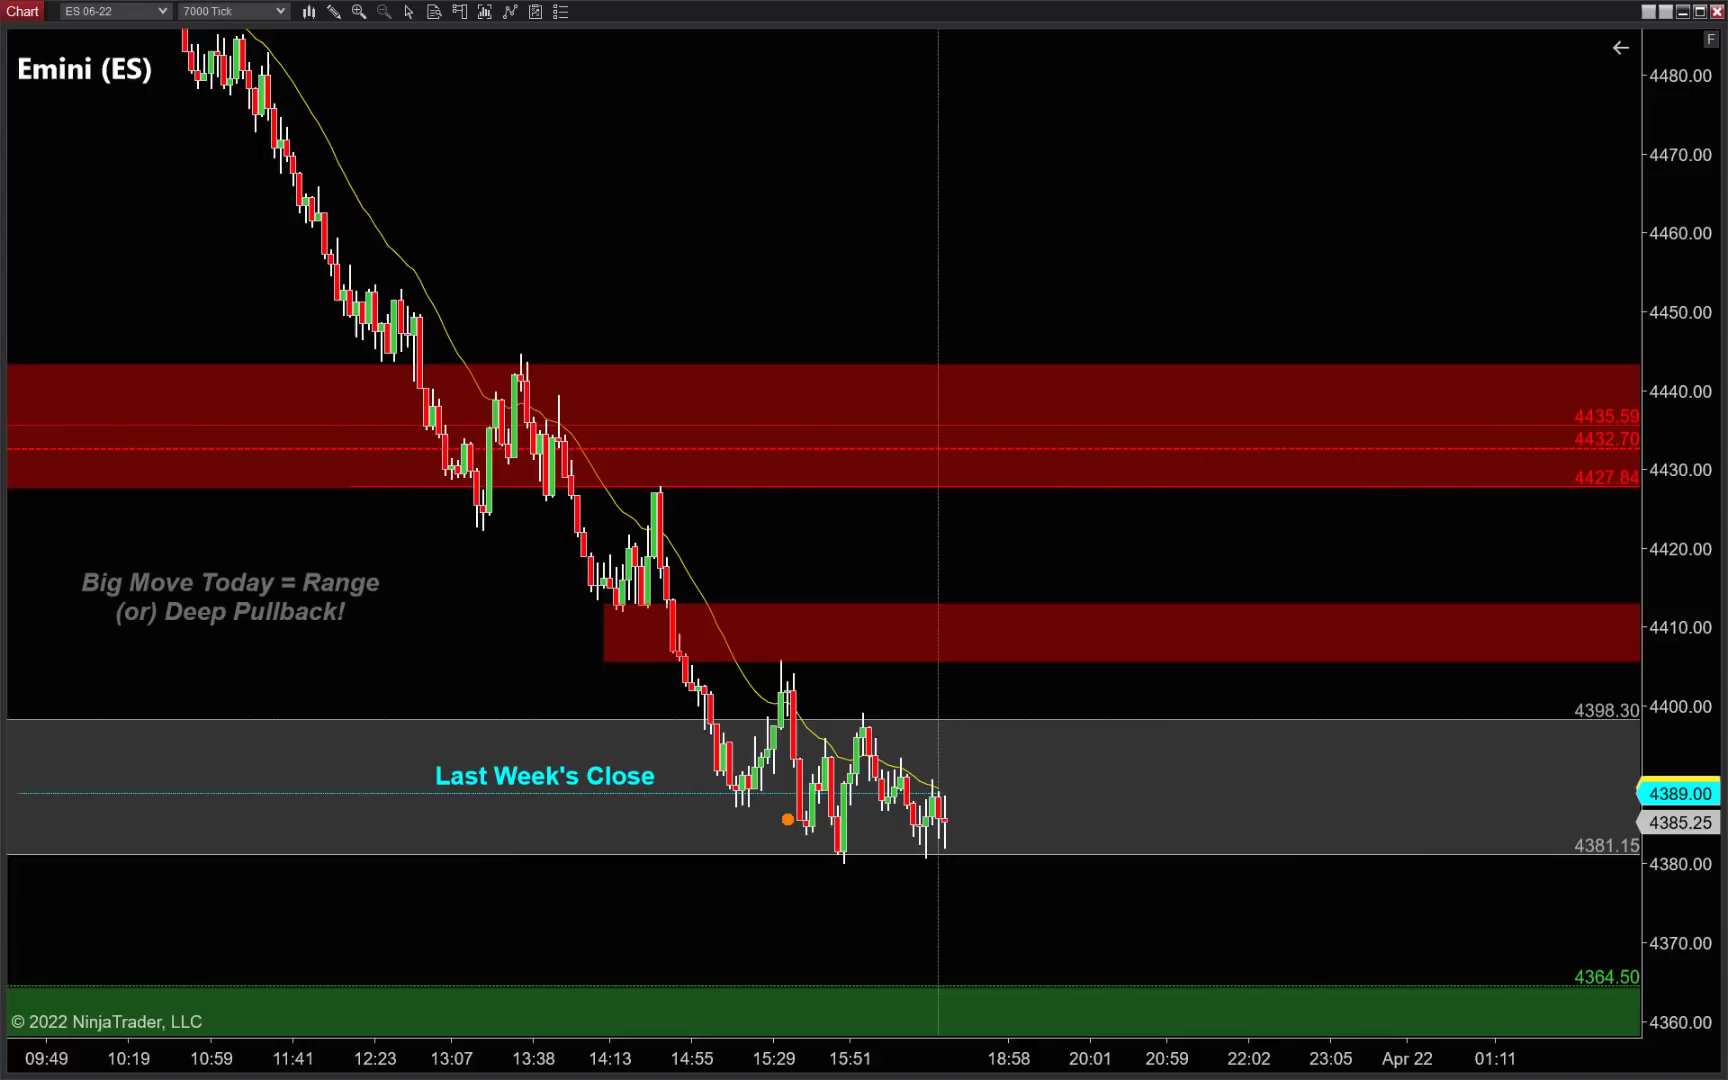 Chart ES 06-22 7000 Tick
F
Emini (ES)
4480.00
4470.00
4460.00
4450.00
4440.00
4435.59
4432.70
4430.00
4427.84
4420.00
Big Move Today = Range
(or) Deep Pullback!
4410.00
4398.30
4400.00
Last Week's Close
4389.00
4385.25
4381.15
4380.00
4370.00
4364.50
© 2022 NinjaTrader, LLC
4360.00
09:49 10:19 10:59 11:41 12:23 13:07 13:38 14:13 14:55 15:29 15:51 18:58 20:01 20:59 22:02 23:05 Apr 22 01:11